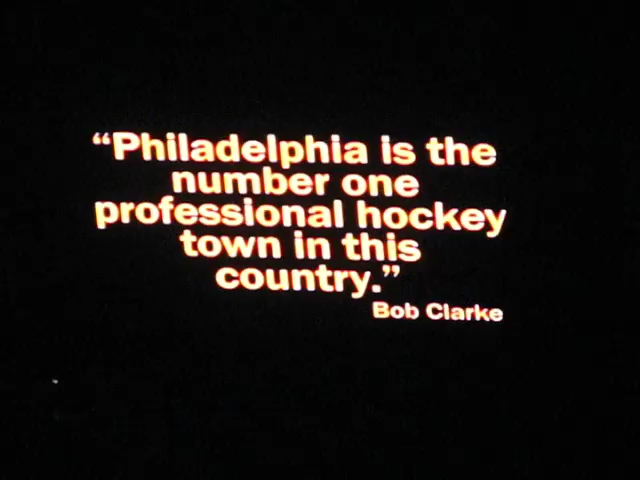 “Philadelphia is the
number one
professional hockey
town in this
country.”
Bob Clarke